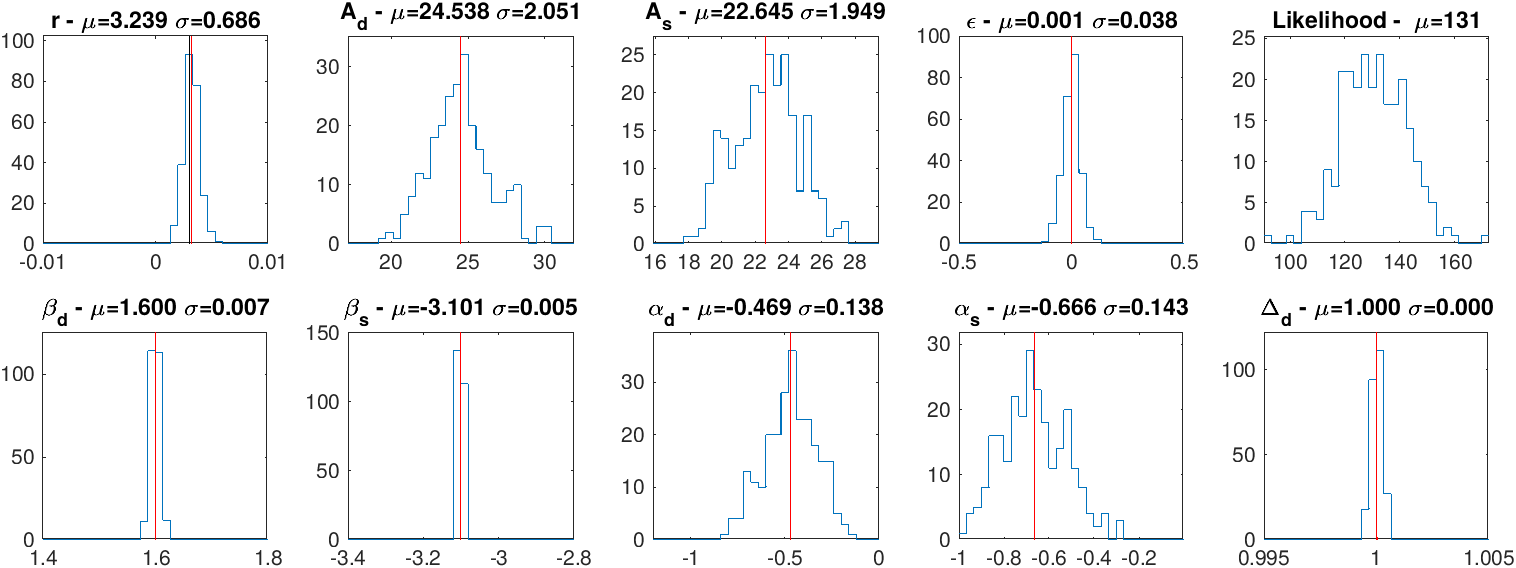 r - μ=3.239 σ=0.686
A_d - μ=24.538 σ=2.051
A_s - μ=22.645 σ=1.949
ϵ - μ=0.001 σ=0.038
Likelihood - μ=131
100
80
60
40
20
0
-0.01 0 0.01
30
20
10
0
20 25 30
25
20
15
10
5
0
16 18 20 22 24 26 28
100
80
60
40
20
0
-0.5 0 0.5
25
20
15
10
5
0
100 120 140 160
β_d - μ=1.600 σ=0.007
β_s - μ=-3.101 σ=0.005
α_d - μ=-0.469 σ=0.138
α_s - μ=-0.666 σ=0.143
Δ_d - μ=1.000 σ=0.000
100
50
0
1.4 1.6 1.8
150
100
50
0
-3.4 -3.2 -3 -2.8
30
20
10
0
-1 -0.5 0
30
20
10
0
-1 -0.8 -0.6 -0.4 -0.2
100
50
0
0.995 1 1.005